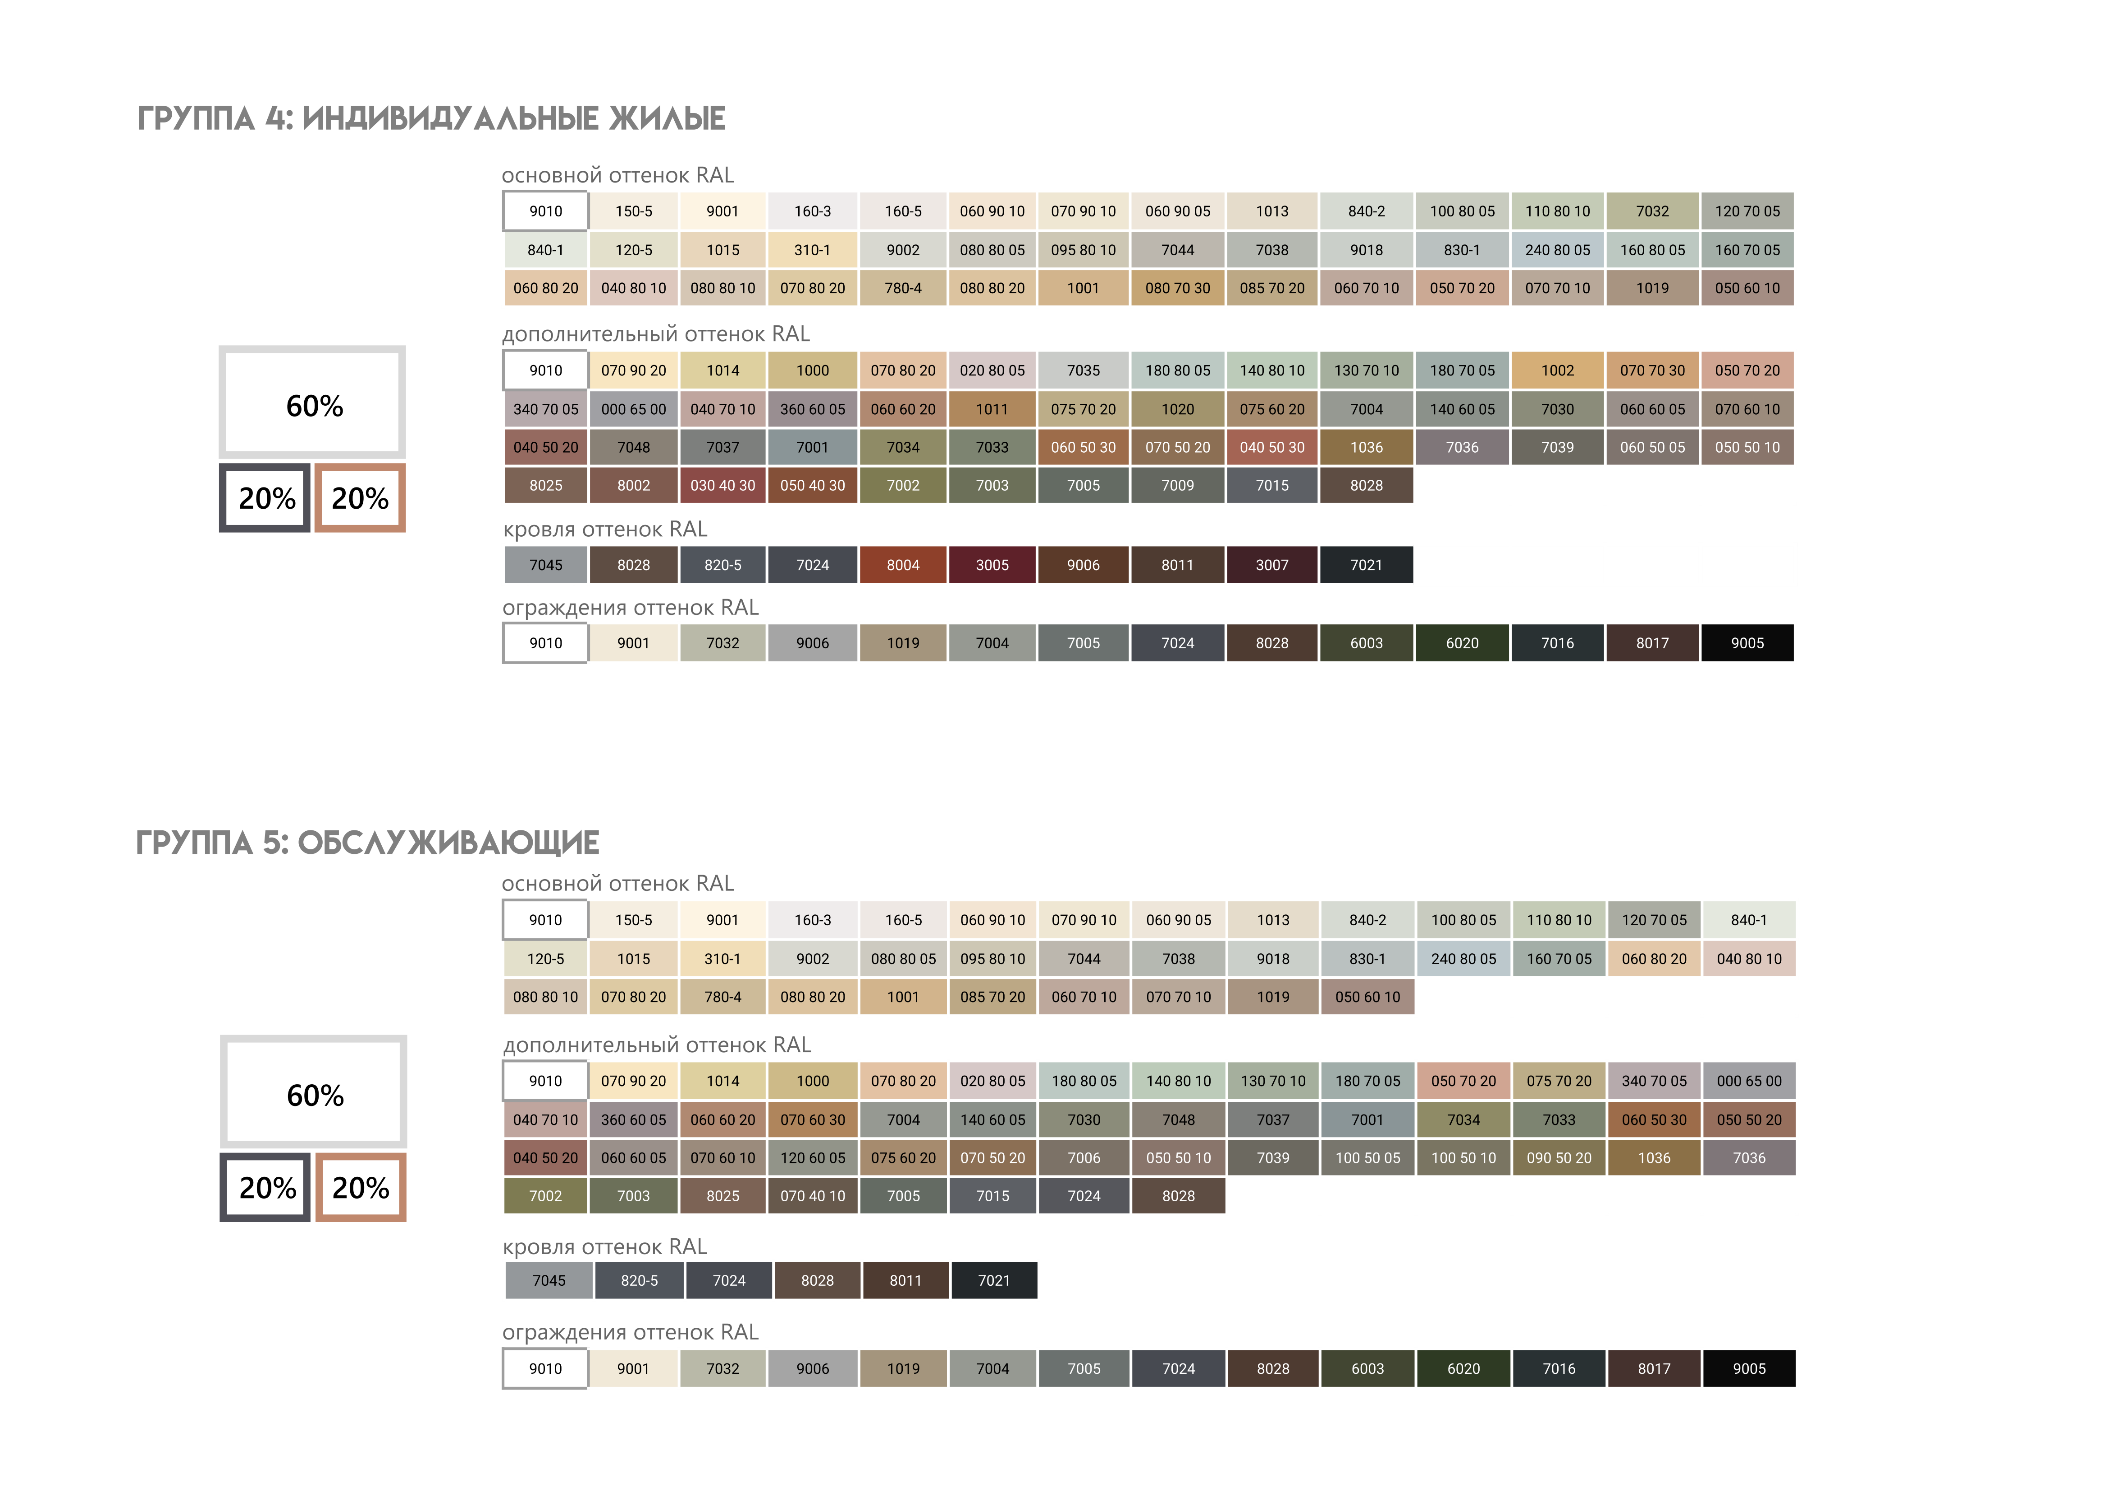 ГРУППА 4: ИНДИВИДУАЛЬНЫЕ ЖИЛЫЕ
основной оттенок RAL
9010 150-5 9001 160-3 160-5 060 90 10 070 90 10 060 90 05 1013 840-2 100 80 05 110 80 10 7032 120 70 05
840-1 120-5 1015 310-1 9002 080 80 05 095 80 10 7044 7038 9018 830-1 240 80 05 160 80 05 160 70 05
060 80 20 040 80 10 080 80 10 070 80 20 780-4 080 80 20 1001 080 70 30 085 70 20 060 70 10 050 70 20 070 70 10 1019 050 60 10
дополнительный оттенок RAL
9010 070 90 20 1014 1000 070 80 20 020 80 05 7035 180 80 05 140 80 10 130 70 10 180 70 05 1002 070 70 30 050 70 20
60%
340 70 05 000 65 00 040 70 10 360 60 05 060 60 20 1011 075 70 20 1020 075 60 20 7004 140 60 05 7030 060 60 05 070 60 10
040 50 20 7048 7037 7001 7034 7033 060 50 30 070 50 20 040 50 30 1036 7036 7039 060 50 05 050 50 10
20% 20%
8025 8002 030 40 30 050 40 30 7002 7003 7005 7009 7015 8028
кровля оттенок RAL
7045 8028 820-5 7024 8004 3005 9006 8011 3007 7021
ограждения оттенок RAL
9010 9001 7032 9006 1019 7004 7005 7024 8028 6003 6020 7016 8017 9005
ГРУППА 5: ОБСЛУЖИВАЮЩИЕ
основной оттенок RAL
9010 150-5 9001 160-3 160-5 060 90 10 070 90 10 060 90 05 1013 840-2 100 80 05 110 80 10 120 70 05 840-1
120-5 1015 310-1 9002 080 80 05 095 80 10 7044 7038 9018 830-1 240 80 05 160 70 05 060 80 20 040 80 10
080 80 10 070 80 20 780-4 080 80 20 1001 085 70 20 060 70 10 070 70 10 1019 050 60 10
дополнительный оттенок RAL
9010 070 90 20 1014 1000 070 80 20 020 80 05 180 80 05 140 80 10 130 70 10 180 70 05 050 70 20 075 70 20 340 70 05 000 65 00
60%
040 70 10 360 60 05 060 60 20 070 60 30 7004 140 60 05 7030 7048 7037 7001 7034 7033 060 50 30 050 50 20
040 50 20 060 60 05 070 60 10 120 60 05 075 60 20 070 50 20 7006 050 50 10 7039 100 50 05 100 50 10 090 50 20 1036 7036
20% 20%
7002 7003 8025 070 40 10 7005 7015 7024 8028
кровля оттенок RAL
7045 820-5 7024 8028 8011 7021
ограждения оттенок RAL
9010 9001 7032 9006 1019 7004 7005 7024 8028 6003 6020 7016 8017 9005